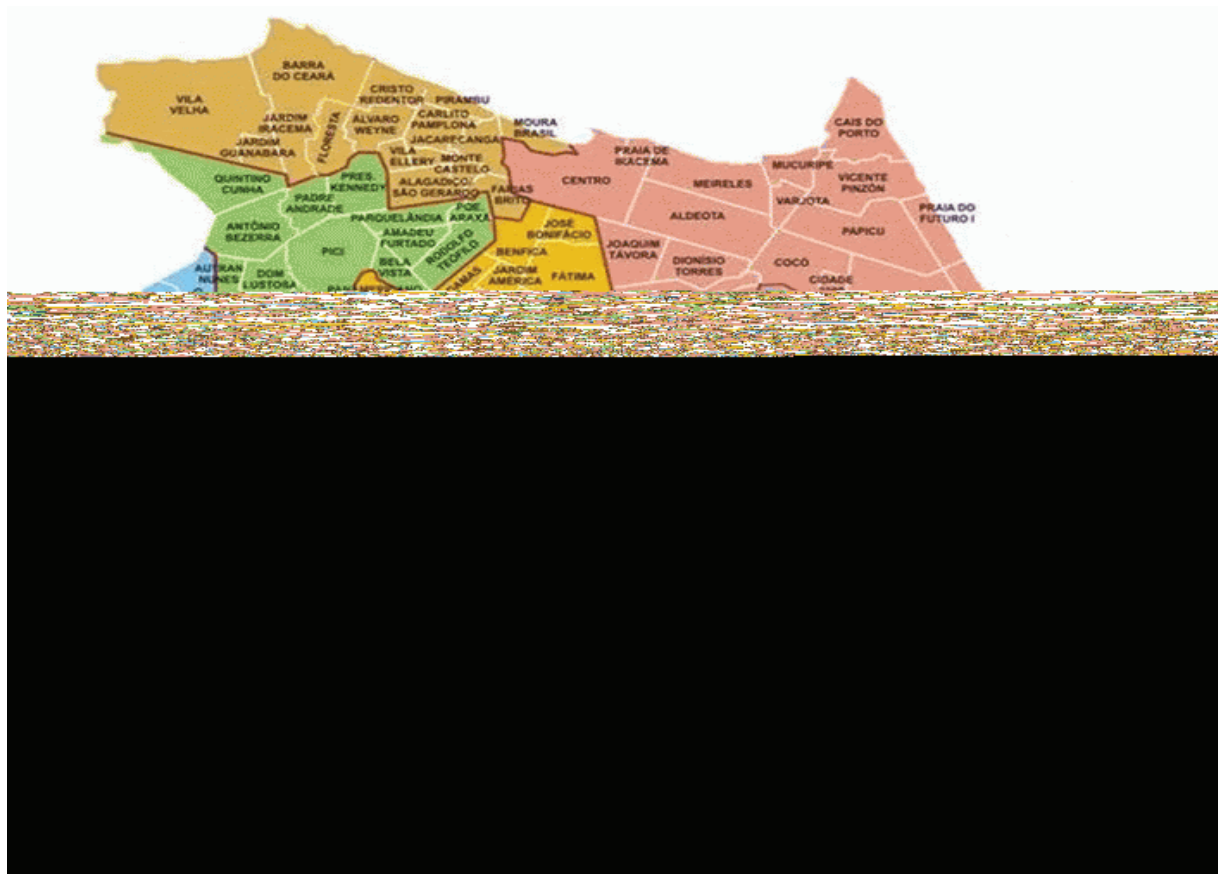 BARRA
DO CEARÁ
VILA
VELHA
CRISTO
REDENTOR
PIRAMBU
JARDIM
IRACEMA
FLORESTA
ÁLVARO
WEYNE
CARLITO
PAMPLONA
MOURA
BRASIL
JACARECANGA
JARDIM
GUANABARA
VILA
ELLERY
MONTE
CASTELO
ALAGADIÇO/
SÃO GERARDO
FARIAS
BRITO
CAIS DO
PORTO
PRAIA DE
IRACEMA
MUCURIPE
CENTRO
MEIRELES
VICENTE
PINZÓN
VARJOTA
PRAIA DO
FUTURO I
ALDEOTA
PAPICU
QUINTINO
CUNHA
PRES.
KENNEDY
PADRE
ANDRADE
PARQUELÂNDIA
POE.
ARAXÁ
ANTÔNIO
BEZERRA
AMADEU
FURTADO
RODOLFO
TEÓFILO
JOSÉ
BONIFÁCIO
PICI
BENFICA
JOAQUIM
TÁVORA
DIONÍSIO
TORRES
COCÓ
AUTRAN
NUNES
DOM
LUSTOSA
BELA
VISTA
JARDIM
AMÉRICA
FÁTIMA
CIDADE